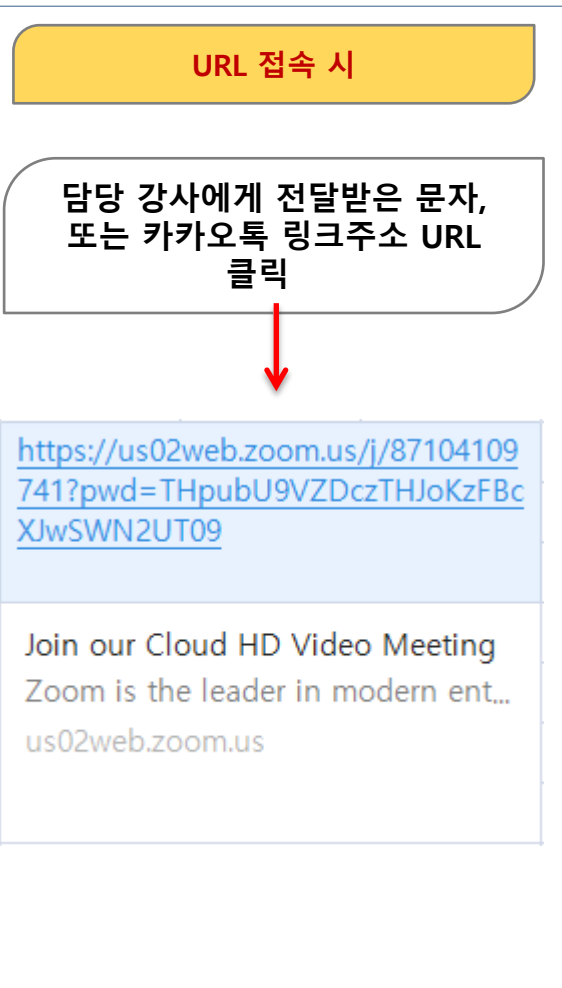 URL 접속 시
담당 강사에게 전달받은 문자,
또는 카카오톡 링크주소 URL
클릭
https://us02web.zoom.us/j/87104109
741?pwd=THpubU9VZDczTHJoKzFBc
XJwSWN2UT09
Join our Cloud HD Video Meeting
Zoom is the leader in modern ent...
us02web.zoom.us